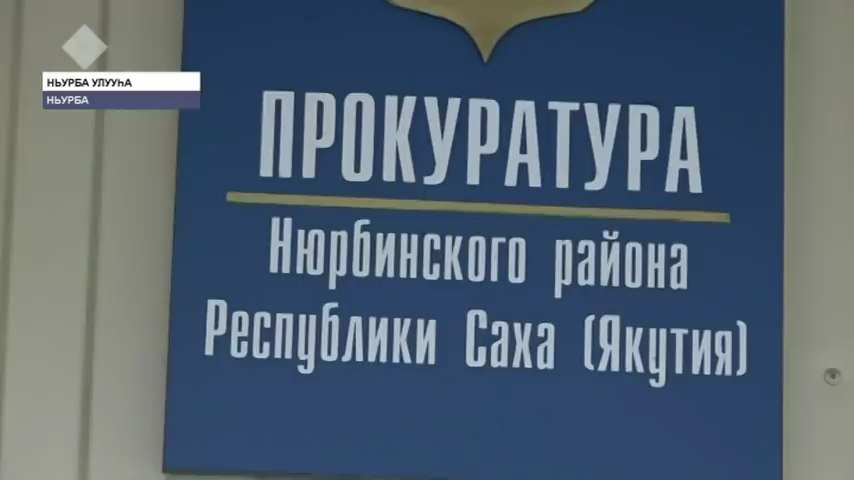 НЬУРБА УЛУУҺА
НЬУРБА
ПРОКУРАТУРА
Нюрбинского района
Республики Саха (Якутия)